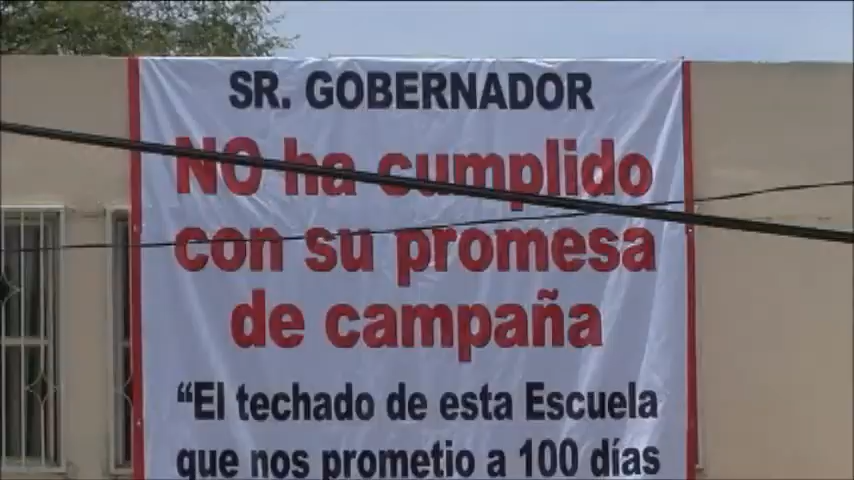 SR. GOBERNADOR
NO ha cumplido
con su promesa
de campaña
“El techado de esta Escuela
que nos prometio a 100 días